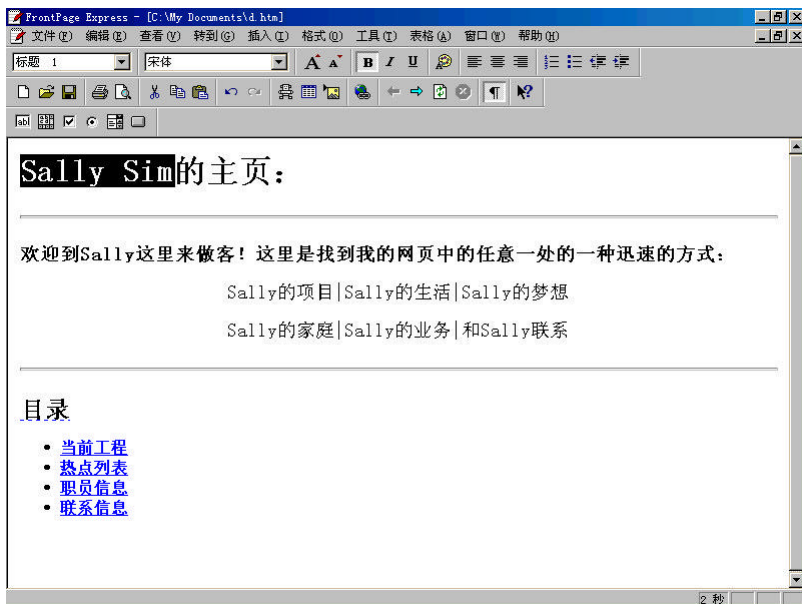 FrontPage Express - [C:\My Documents\d.htm]
文件(F) 编辑(E) 查看(V) 转到(G) 插入(I) 格式(O) 工具(T) 表格(A) 窗口(W) 帮助(H)
标题 1 宋体
Sally Sim的主页：
欢迎到Sally这里来做客！这里是找到我的网页中的任意一处的一种迅速的方式：
Sally的项目|Sally的生活|Sally的梦想
Sally的家庭|Sally的业务|和Sally联系
目录
• 当前工程
• 热点列表
• 职员信息
• 联系信息
2 秒